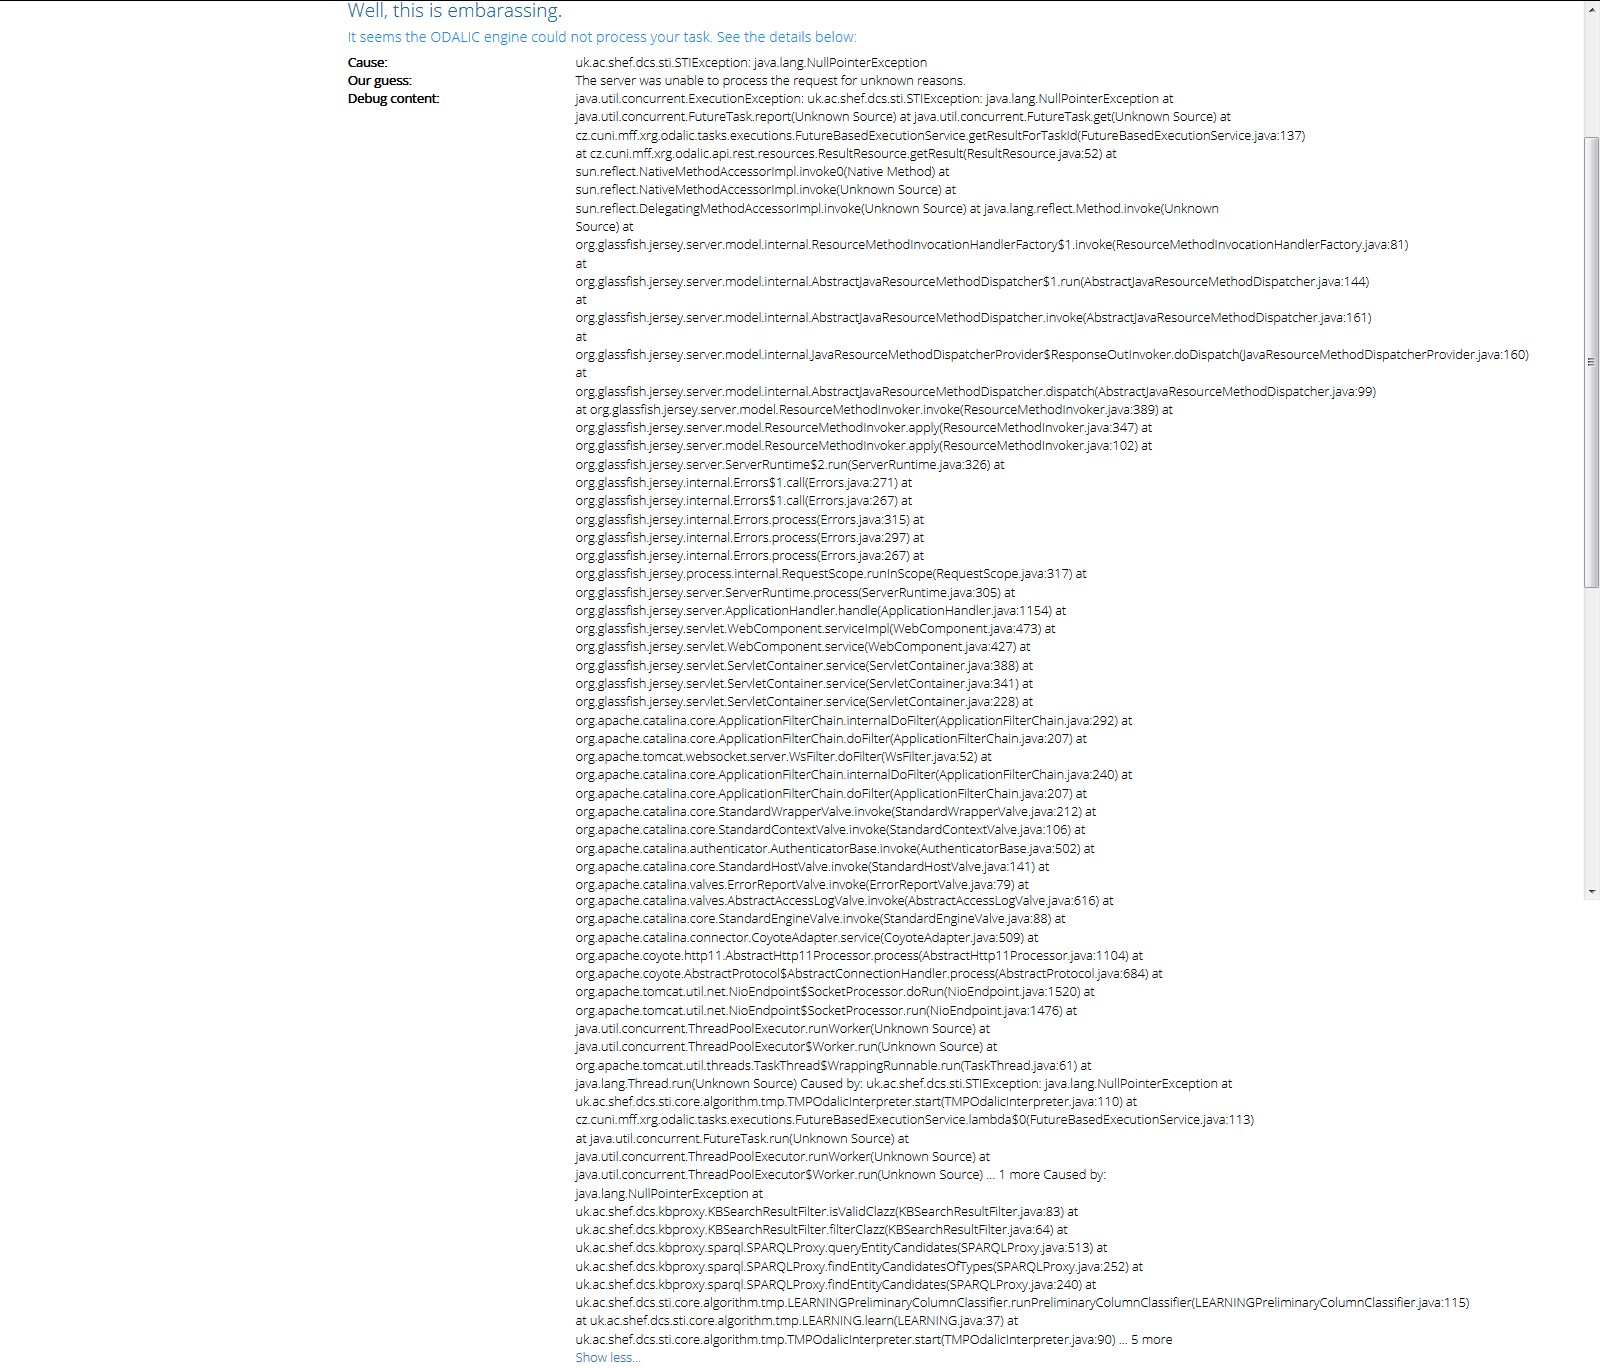 Well, this is embarassing.
It seems the ODALIC engine could not process your task. See the details below:
Cause: uk.ac.shef.dcs.sti.STIException: java.lang.NullPointerException
Our guess: The server was unable to process the request for unknown reasons.
Debug content: java.util.concurrent.ExecutionException: uk.ac.shef.dcs.sti.STIException: java.lang.NullPointerException at
java.util.concurrent.FutureTask.report(Unknown Source) at java.util.concurrent.FutureTask.get(Unknown Source) at
cz.cuni.mff.xrg.odalic.tasks.executions.FutureBasedExecutionService.getResultForTaskId(FutureBasedExecutionService.java:137)
at cz.cuni.mff.xrg.odalic.api.rest.resources.ResultResource.getResult(ResultResource.java:52) at
sun.reflect.NativeMethodAccessorImpl.invoke0(Native Method) at
sun.reflect.NativeMethodAccessorImpl.invoke(Unknown Source) at
sun.reflect.DelegatingMethodAccessorImpl.invoke(Unknown Source) at java.lang.reflect.Method.invoke(Unknown
Source) at
org.glassfish.jersey.server.model.internal.ResourceMethodInvocationHandlerFactory$1.invoke(ResourceMethodInvocationHandlerFactory.java:81)
at
org.glassfish.jersey.server.model.internal.AbstractJavaResourceMethodDispatcher$1.run(AbstractJavaResourceMethodDispatcher.java:144)
at
org.glassfish.jersey.server.model.internal.AbstractJavaResourceMethodDispatcher.invoke(AbstractJavaResourceMethodDispatcher.java:161)
at
org.glassfish.jersey.server.model.internal.JavaResourceMethodDispatcherProvider$ResponseOutInvoker.doDispatch(JavaResourceMethodDispatcherProvider.java:160)
at
org.glassfish.jersey.server.model.internal.AbstractJavaResourceMethodDispatcher.dispatch(AbstractJavaResourceMethodDispatcher.java:99)
at org.glassfish.jersey.server.model.ResourceMethodInvoker.invoke(ResourceMethodInvoker.java:389) at
org.glassfish.jersey.server.model.ResourceMethodInvoker.apply(ResourceMethodInvoker.java:347) at
org.glassfish.jersey.server.model.ResourceMethodInvoker.apply(ResourceMethodInvoker.java:102) at
org.glassfish.jersey.server.ServerRuntime$2.run(ServerRuntime.java:326) at
org.glassfish.jersey.internal.Errors$1.call(Errors.java:271) at
org.glassfish.jersey.internal.Errors$1.call(Errors.java:267) at
org.glassfish.jersey.internal.Errors.process(Errors.java:315) at
org.glassfish.jersey.internal.Errors.process(Errors.java:297) at
org.glassfish.jersey.internal.Errors.process(Errors.java:267) at
org.glassfish.jersey.process.internal.RequestScope.runInScope(RequestScope.java:317) at
org.glassfish.jersey.server.ServerRuntime.process(ServerRuntime.java:305) at
org.glassfish.jersey.server.ApplicationHandler.handle(ApplicationHandler.java:1154) at
org.glassfish.jersey.servlet.WebComponent.serviceImpl(WebComponent.java:473) at
org.glassfish.jersey.servlet.WebComponent.service(WebComponent.java:427) at
org.glassfish.jersey.servlet.ServletContainer.service(ServletContainer.java:388) at
org.glassfish.jersey.servlet.ServletContainer.service(ServletContainer.java:341) at
org.glassfish.jersey.servlet.ServletContainer.service(ServletContainer.java:228) at
org.apache.catalina.core.ApplicationFilterChain.internalDoFilter(ApplicationFilterChain.java:292) at
org.apache.catalina.core.ApplicationFilterChain.doFilter(ApplicationFilterChain.java:207) at
org.apache.tomcat.websocket.server.WsFilter.doFilter(WsFilter.java:52) at
org.apache.catalina.core.ApplicationFilterChain.internalDoFilter(ApplicationFilterChain.java:240) at
org.apache.catalina.core.ApplicationFilterChain.doFilter(ApplicationFilterChain.java:207) at
org.apache.catalina.core.StandardWrapperValve.invoke(StandardWrapperValve.java:212) at
org.apache.catalina.core.StandardContextValve.invoke(StandardContextValve.java:106) at
org.apache.catalina.authenticator.AuthenticatorBase.invoke(AuthenticatorBase.java:502) at
org.apache.catalina.core.StandardHostValve.invoke(StandardHostValve.java:141) at
org.apache.catalina.valves.ErrorReportValve.invoke(ErrorReportValve.java:79) at
org.apache.catalina.valves.AbstractAccessLogValve.invoke(AbstractAccessLogValve.java:616) at
org.apache.catalina.core.StandardEngineValve.invoke(StandardEngineValve.java:88) at
org.apache.catalina.connector.CoyoteAdapter.service(CoyoteAdapter.java:509) at
org.apache.coyote.http11.AbstractHttp11Processor.process(AbstractHttp11Processor.java:1104) at
org.apache.coyote.AbstractProtocol$AbstractConnectionHandler.process(AbstractProtocol.java:684) at
org.apache.tomcat.util.net.NioEndpoint$SocketProcessor.doRun(NioEndpoint.java:1520) at
org.apache.tomcat.util.net.NioEndpoint$SocketProcessor.run(NioEndpoint.java:1476) at
java.util.concurrent.ThreadPoolExecutor.runWorker(Unknown Source) at
java.util.concurrent.ThreadPoolExecutor$Worker.run(Unknown Source) at
org.apache.tomcat.util.threads.TaskThread$WrappingRunnable.run(TaskThread.java:61) at
java.lang.Thread.run(Unknown Source) Caused by: uk.ac.shef.dcs.sti.STIException: java.lang.NullPointerException at
uk.ac.shef.dcs.sti.core.algorithm.tmp.TMPOdalicInterpreter.start(TMPOdalicInterpreter.java:110) at
cz.cuni.mff.xrg.odalic.tasks.executions.FutureBasedExecutionService.lambda$0(FutureBasedExecutionService.java:113)
at java.util.concurrent.FutureTask.run(Unknown Source) at
java.util.concurrent.ThreadPoolExecutor.runWorker(Unknown Source) at
java.util.concurrent.ThreadPoolExecutor$Worker.run(Unknown Source) ... 1 more Caused by:
java.lang.NullPointerException at
uk.ac.shef.dcs.kbproxy.KBSearchResultFilter.isValidClazz(KBSearchResultFilter.java:83) at
uk.ac.shef.dcs.kbproxy.KBSearchResultFilter.filterClazz(KBSearchResultFilter.java:64) at
uk.ac.shef.dcs.kbproxy.sparql.SPARQLProxy.queryEntityCandidates(SPARQLProxy.java:513) at
uk.ac.shef.dcs.kbproxy.sparql.SPARQLProxy.findEntityCandidatesOfTypes(SPARQLProxy.java:252) at
uk.ac.shef.dcs.kbproxy.sparql.SPARQLProxy.findEntityCandidates(SPARQLProxy.java:240) at
uk.ac.shef.dcs.sti.core.algorithm.tmp.LEARNINGPreliminaryColumnClassifier.runPreliminaryColumnClassifier(LEARNINGPreliminaryColumnClassifier.java:115)
at uk.ac.shef.dcs.sti.core.algorithm.tmp.LEARNING.learn(LEARNING.java:37) at
uk.ac.shef.dcs.sti.core.algorithm.tmp.TMPOdalicInterpreter.start(TMPOdalicInterpreter.java:90) ... 5 more
Show less...